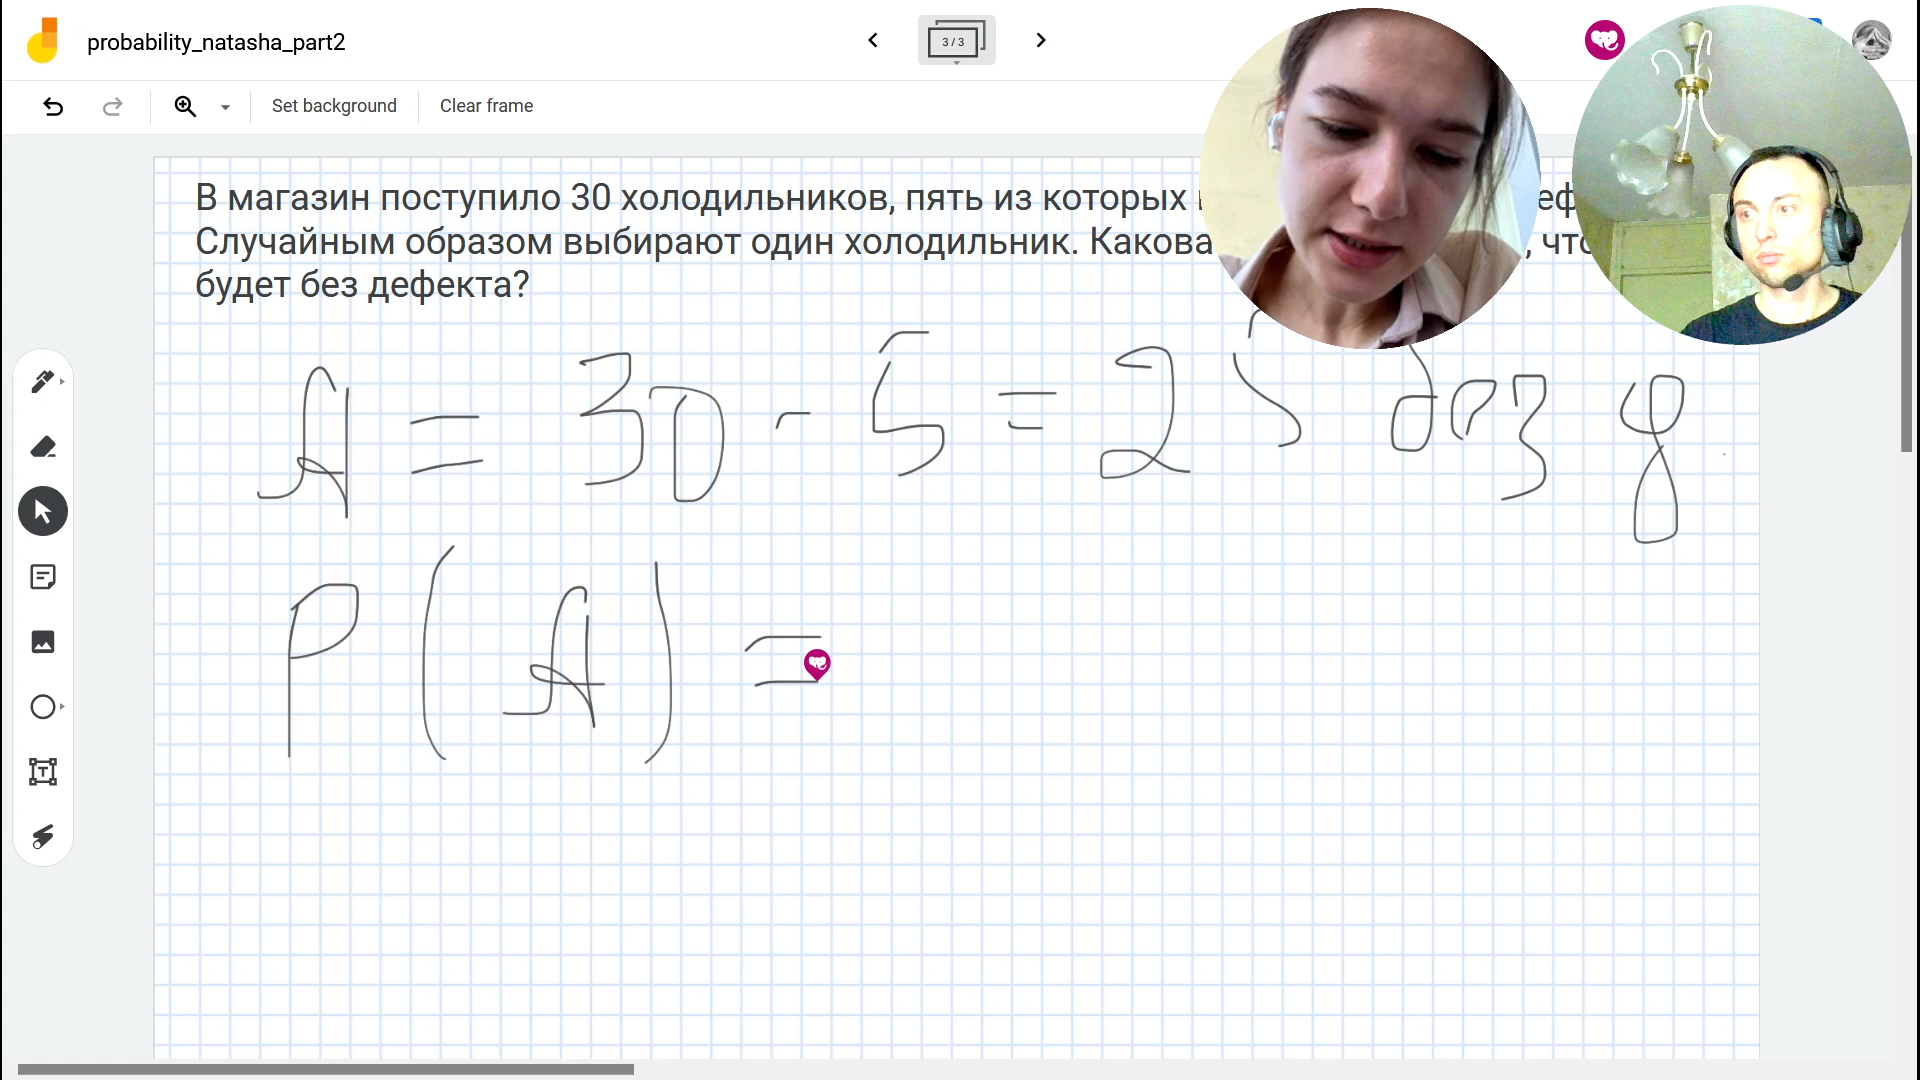 probability_natasha_part2
3 / 3
Set background
Clear frame
В магазин поступило 30 холодильников, пять из которых
Случайным образом выбирают один холодильник. Какова , что
будет без дефекта?
A = 30 - 5 = 25 без д
P ( A ) =